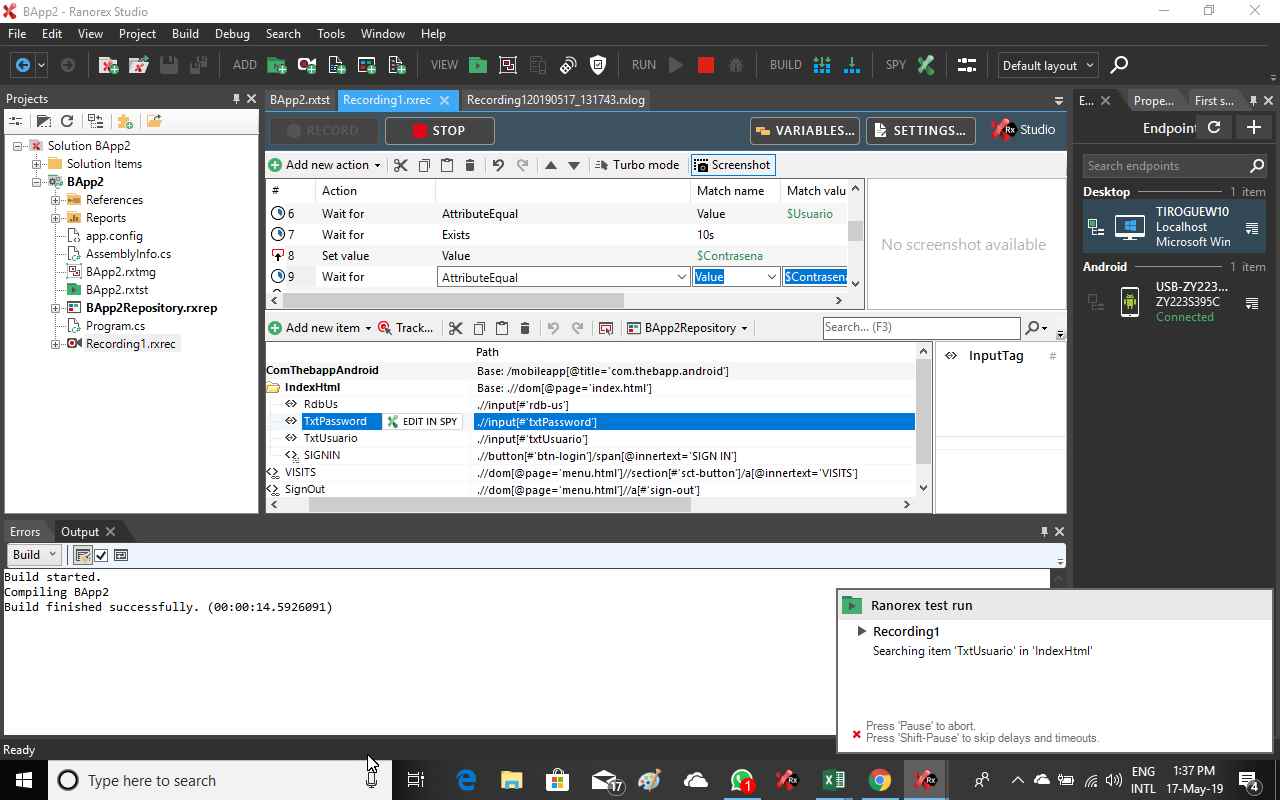 BApp2 - Ranorex Studio
File Edit View Project Build Debug Search Tools Window Help
ADD VIEW RUN BUILD SPY Default layout
Projects
BApp2.rxtst Recording1.rxrec Recording120190517_131743.rxlog
E... Prope... First s...
RECORD STOP VARIABLES... SETTINGS... Rx Studio
Endpoint
Solution BApp2
Solution Items
BApp2
References
Reports
app.config
AssemblyInfo.cs
BApp2.rxtmg
BApp2.rxtst
BApp2Repository.rxrep
Program.cs
Recording1.rxrec
Add new action Turbo mode Screenshot
# Action Match name Match valu
6 Wait for AttributeEqual Value $Usuario
7 Wait for Exists 10s
8 Set value Value $Contrasena
9 Wait for AttributeEqual Value $Contrasena
No screenshot available
Search endpoints
Desktop 1 item
TIROGUEW10
Localhost
Microsoft Win
Android 1 item
USB-ZY223...
ZY223S395C
Connected
Add new item Track... BApp2Repository Search... (F3)
Path
ComThebappAndroid Base: /mobileapp[@title='com.thebapp.android']
IndexHtml Base: .//dom[@page='index.html']
RdbUs .//input[#'rdb-us']
TxtPassword EDIT IN SPY .//input[#'txtPassword']
TxtUsuario .//input[#'txtUsuario']
SIGNIN .//button[#'btn-login']/span[@innertext='SIGN IN']
VISITS .//dom[@page='menu.html']//section[#'sct-button']/a[@innertext='VISITS']
SignOut .//dom[@page='menu.html']//a[#'sign-out']
InputTag #
Errors Output
Build
Build started.
Compiling BApp2
Build finished successfully. (00:00:14.5926091)
Ranorex test run
Recording1
Searching item 'TxtUsuario' in 'IndexHtml'
Press 'Pause' to abort.
Press 'Shift-Pause' to skip delays and timeouts.
Ready
Type here to search
17
1
Rx
Rx
ENG
INTL
1:37 PM
17-May-19
4